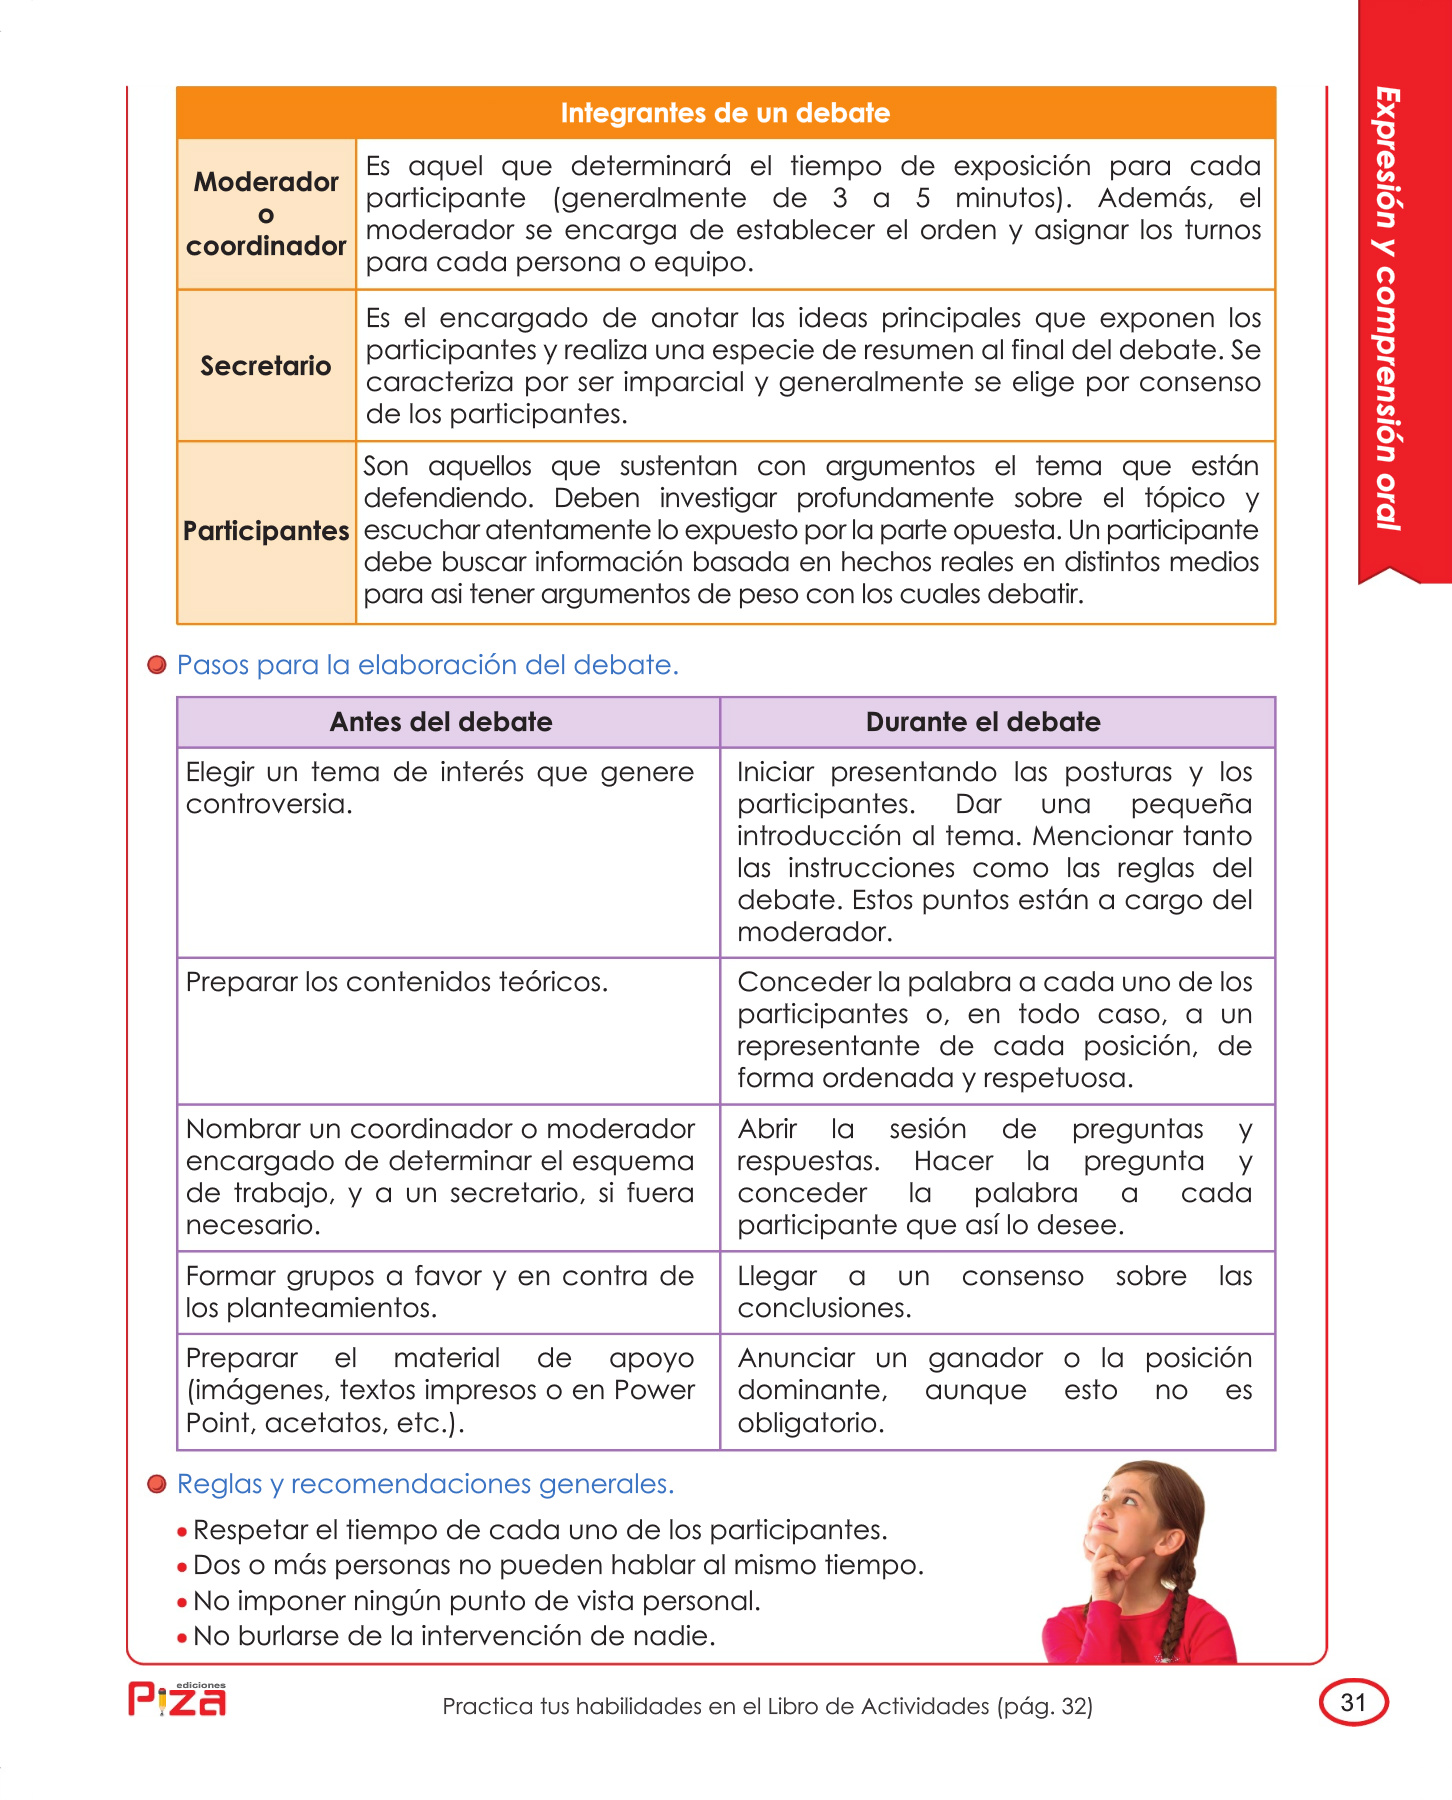 Integrantes de un debate
Moderador
o
coordinador
Es aquel que determinará el tiempo de exposición para cada
participante (generalmente de 3 a 5 minutos). Además, el
moderador se encarga de establecer el orden y asignar los turnos
para cada persona o equipo.
Secretario
Es el encargado de anotar las ideas principales que exponen los
participantes y realiza una especie de resumen al final del debate. Se
caracteriza por ser imparcial y generalmente se elige por consenso
de los participantes.
Participantes
Son aquellos que sustentan con argumentos el tema que están
defendiendo. Deben investigar profundamente sobre el tópico y
escuchar atentamente lo expuesto por la parte opuesta. Un participante
debe buscar información basada en hechos reales en distintos medios
para asi tener argumentos de peso con los cuales debatir.
Pasos para la elaboración del debate.
Antes del debate
Durante el debate
Elegir un tema de interés que genere
controversia.
Iniciar presentando las posturas y los
participantes. Dar una pequeña
introducción al tema. Mencionar tanto
las instrucciones como las reglas del
debate. Estos puntos están a cargo del
moderador.
Preparar los contenidos teóricos.
Conceder la palabra a cada uno de los
participantes o, en todo caso, a un
representante de cada posición, de
forma ordenada y respetuosa.
Nombrar un coordinador o moderador
encargado de determinar el esquema
de trabajo, y a un secretario, si fuera
necesario.
Abrir la sesión de preguntas y
respuestas. Hacer la pregunta y
conceder la palabra a cada
participante que así lo desee.
Formar grupos a favor y en contra de
los planteamientos.
Llegar a un consenso sobre las
conclusiones.
Preparar el material de apoyo
(imágenes, textos impresos o en Power
Point, acetatos, etc.).
Anunciar un ganador o la posición
dominante, aunque esto no es
obligatorio.
Reglas y recomendaciones generales.
• Respetar el tiempo de cada uno de los participantes.
• Dos o más personas no pueden hablar al mismo tiempo.
• No imponer ningún punto de vista personal.
• No burlarse de la intervención de nadie.
Expresión y comprensión oral
ediciones
Piza
Practica tus habilidades en el Libro de Actividades (pág. 32)
31